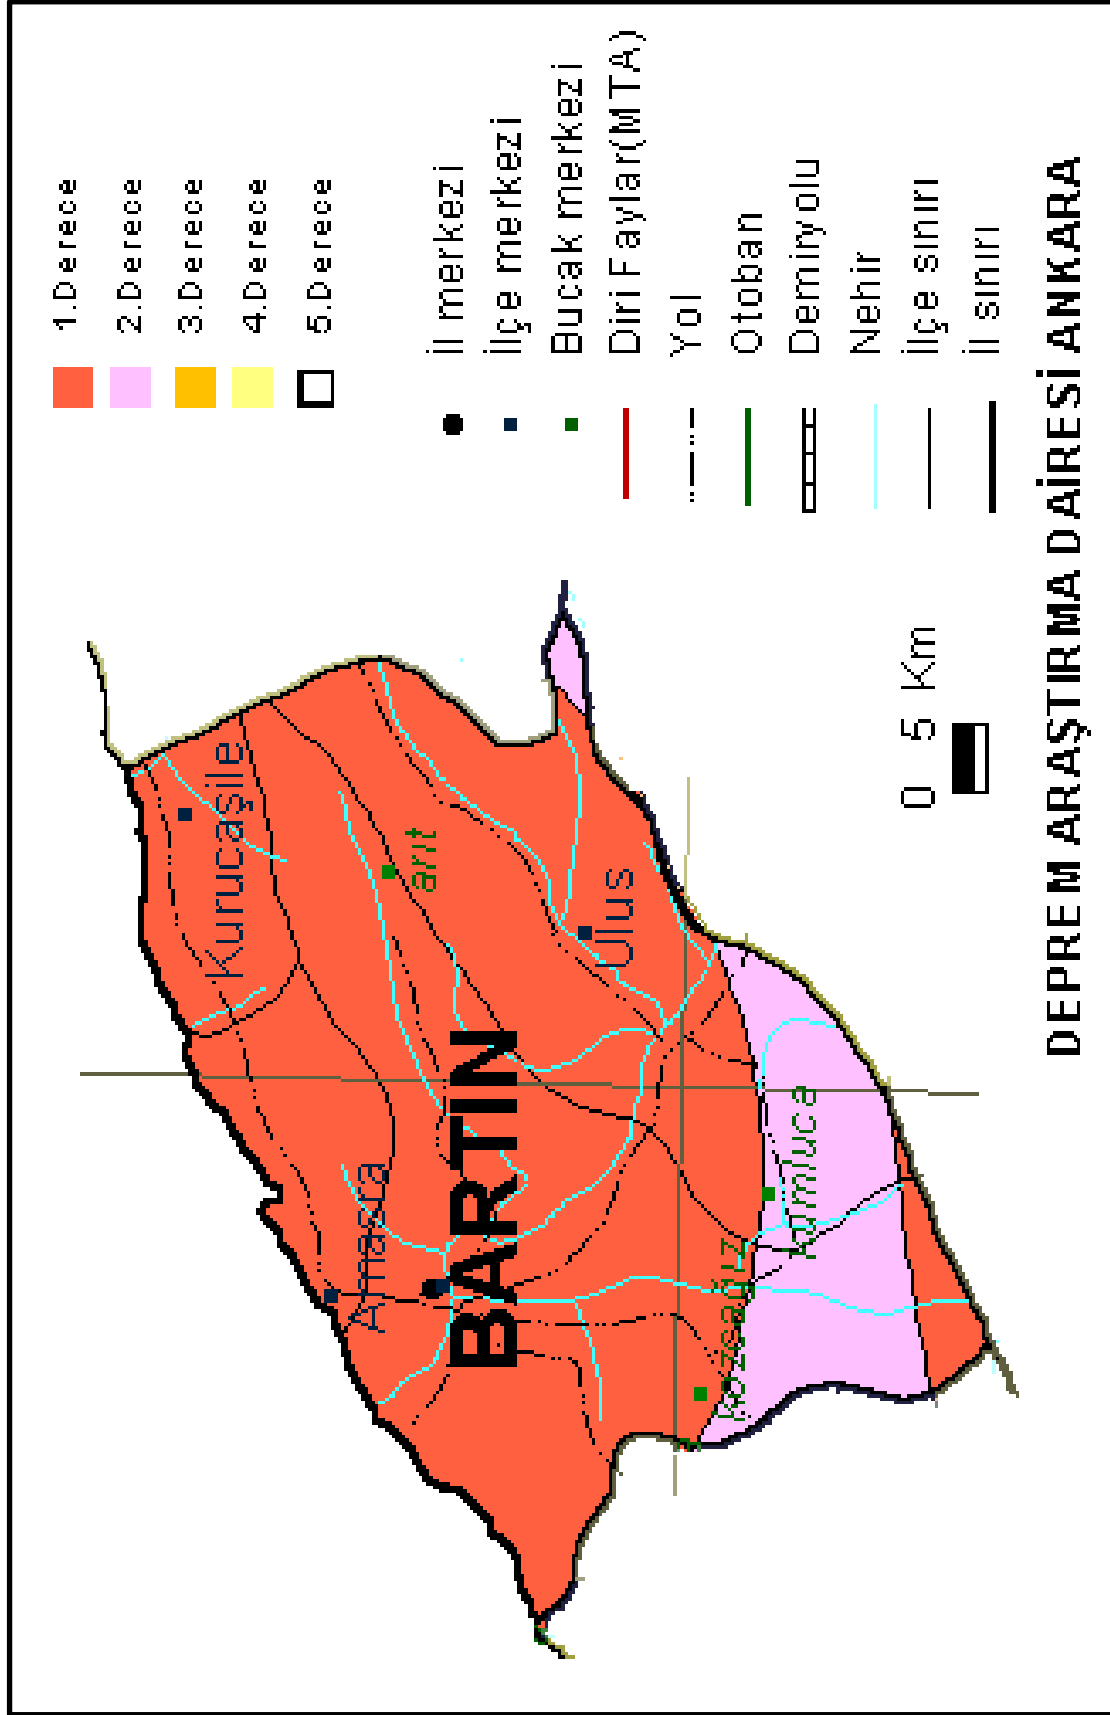 1.Derece
2.Derece
3.Derece
4.Derece
5.Derece
İl merkezi
İlçe merkezi
Bucak merkezi
Diri Faylar(MTA)
Yol
Otoban
Demiryolu
Nehir
İlçe sınırı
İl sınırı
Kurucaşile
arıt
Amasra
BARTIN
Ulus
kozcağız
kumluca
0 5 Km
DEPREM ARAŞTIRMA DAİRESİ ANKARA